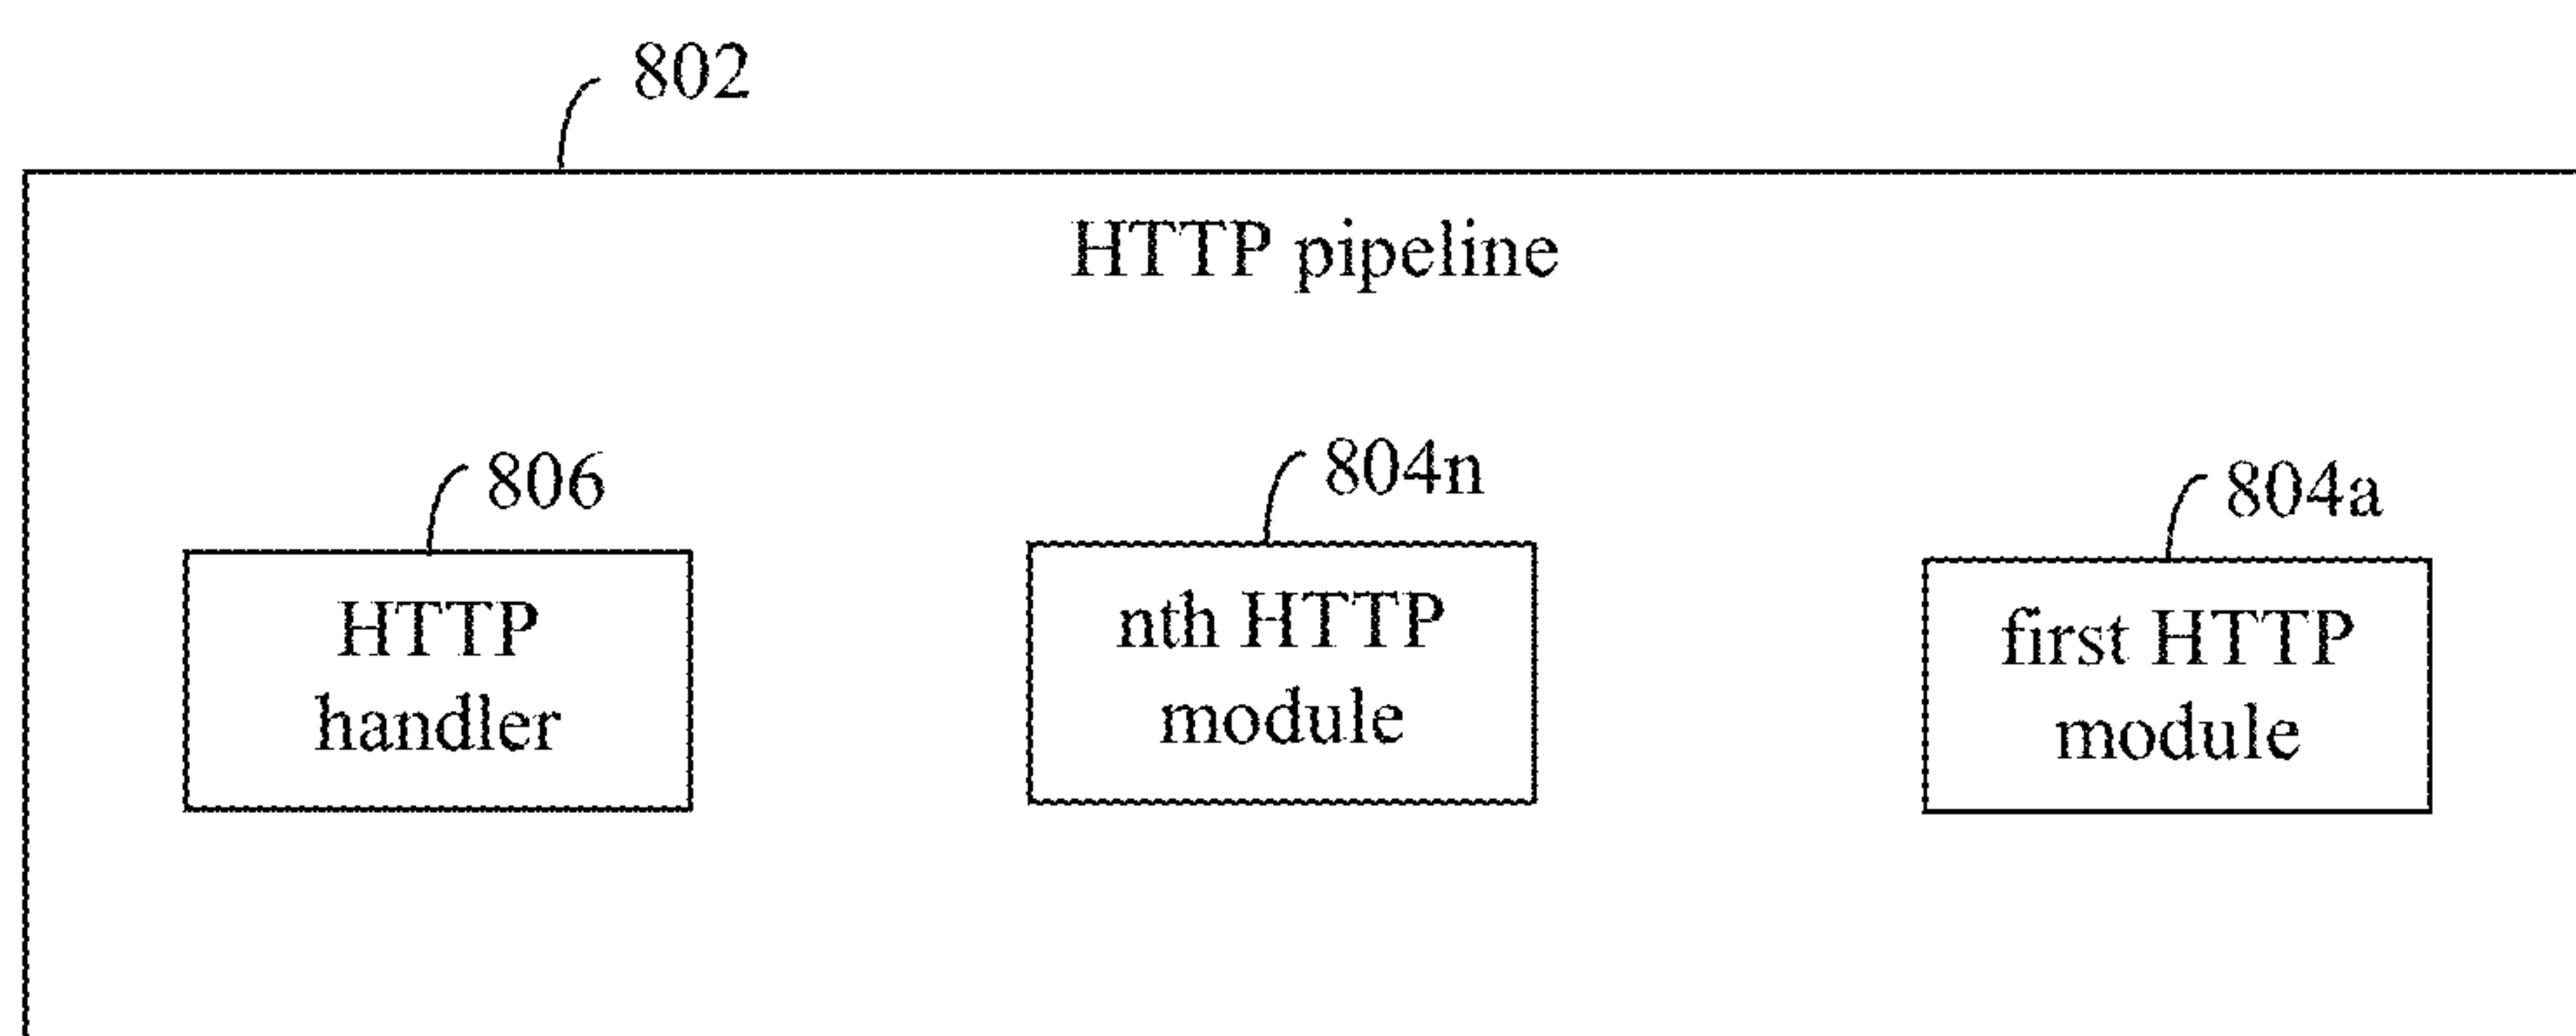 802
HTTP pipeline
806
HTTP
handler
804n
nth HTTP
module
804a
first HTTP
module